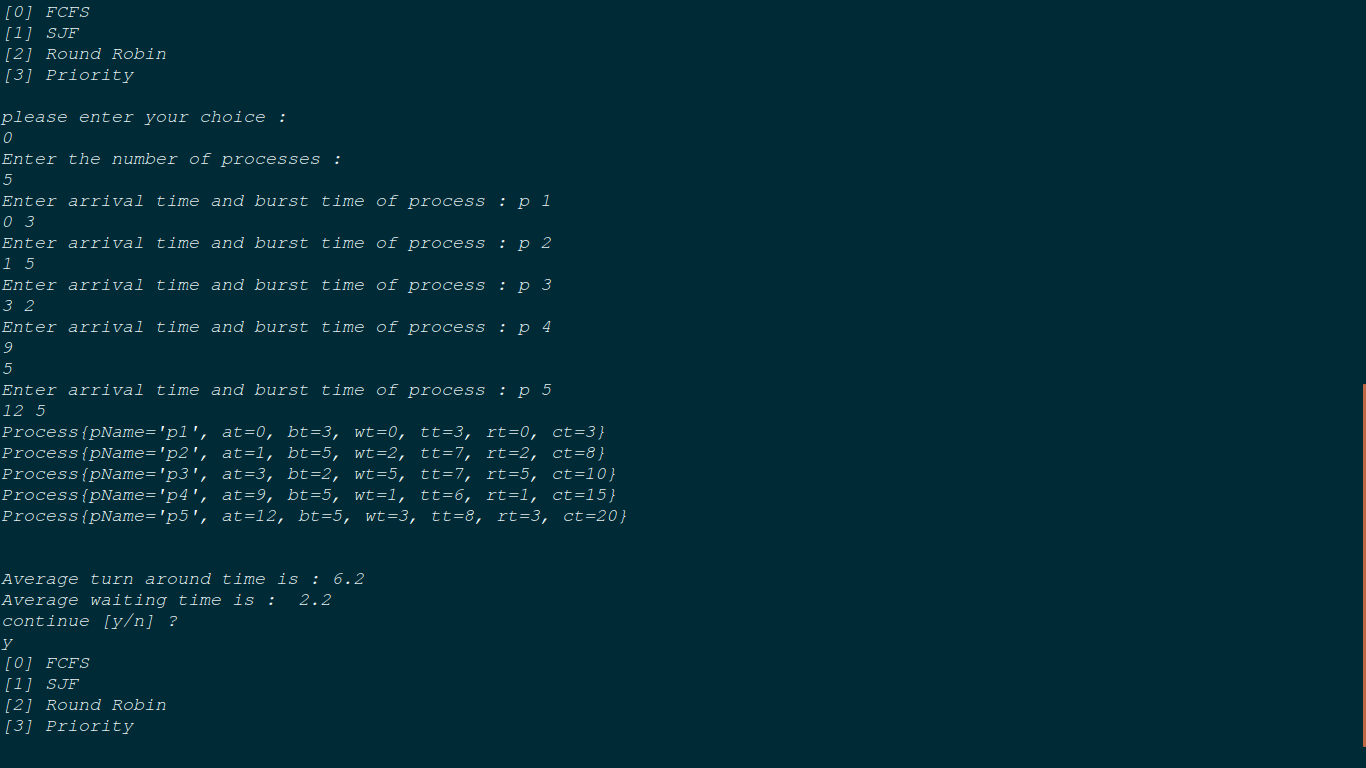 [0] FCFS
[1] SJF
[2] Round Robin
[3] Priority
please enter your choice :
0
Enter the number of processes :
5
Enter arrival time and burst time of process : p 1
0 3
Enter arrival time and burst time of process : p 2
1 5
Enter arrival time and burst time of process : p 3
3 2
Enter arrival time and burst time of process : p 4
9
5
Enter arrival time and burst time of process : p 5
12 5
Process{pName='p1', at=0, bt=3, wt=0, tt=3, rt=0, ct=3}
Process{pName='p2', at=1, bt=5, wt=2, tt=7, rt=2, ct=8}
Process{pName='p3', at=3, bt=2, wt=5, tt=7, rt=5, ct=10}
Process{pName='p4', at=9, bt=5, wt=1, tt=6, rt=1, ct=15}
Process{pName='p5', at=12, bt=5, wt=3, tt=8, rt=3, ct=20}
Average turn around time is : 6.2
Average waiting time is :  2.2
continue [y/n] ?
y
[0] FCFS
[1] SJF
[2] Round Robin
[3] Priority